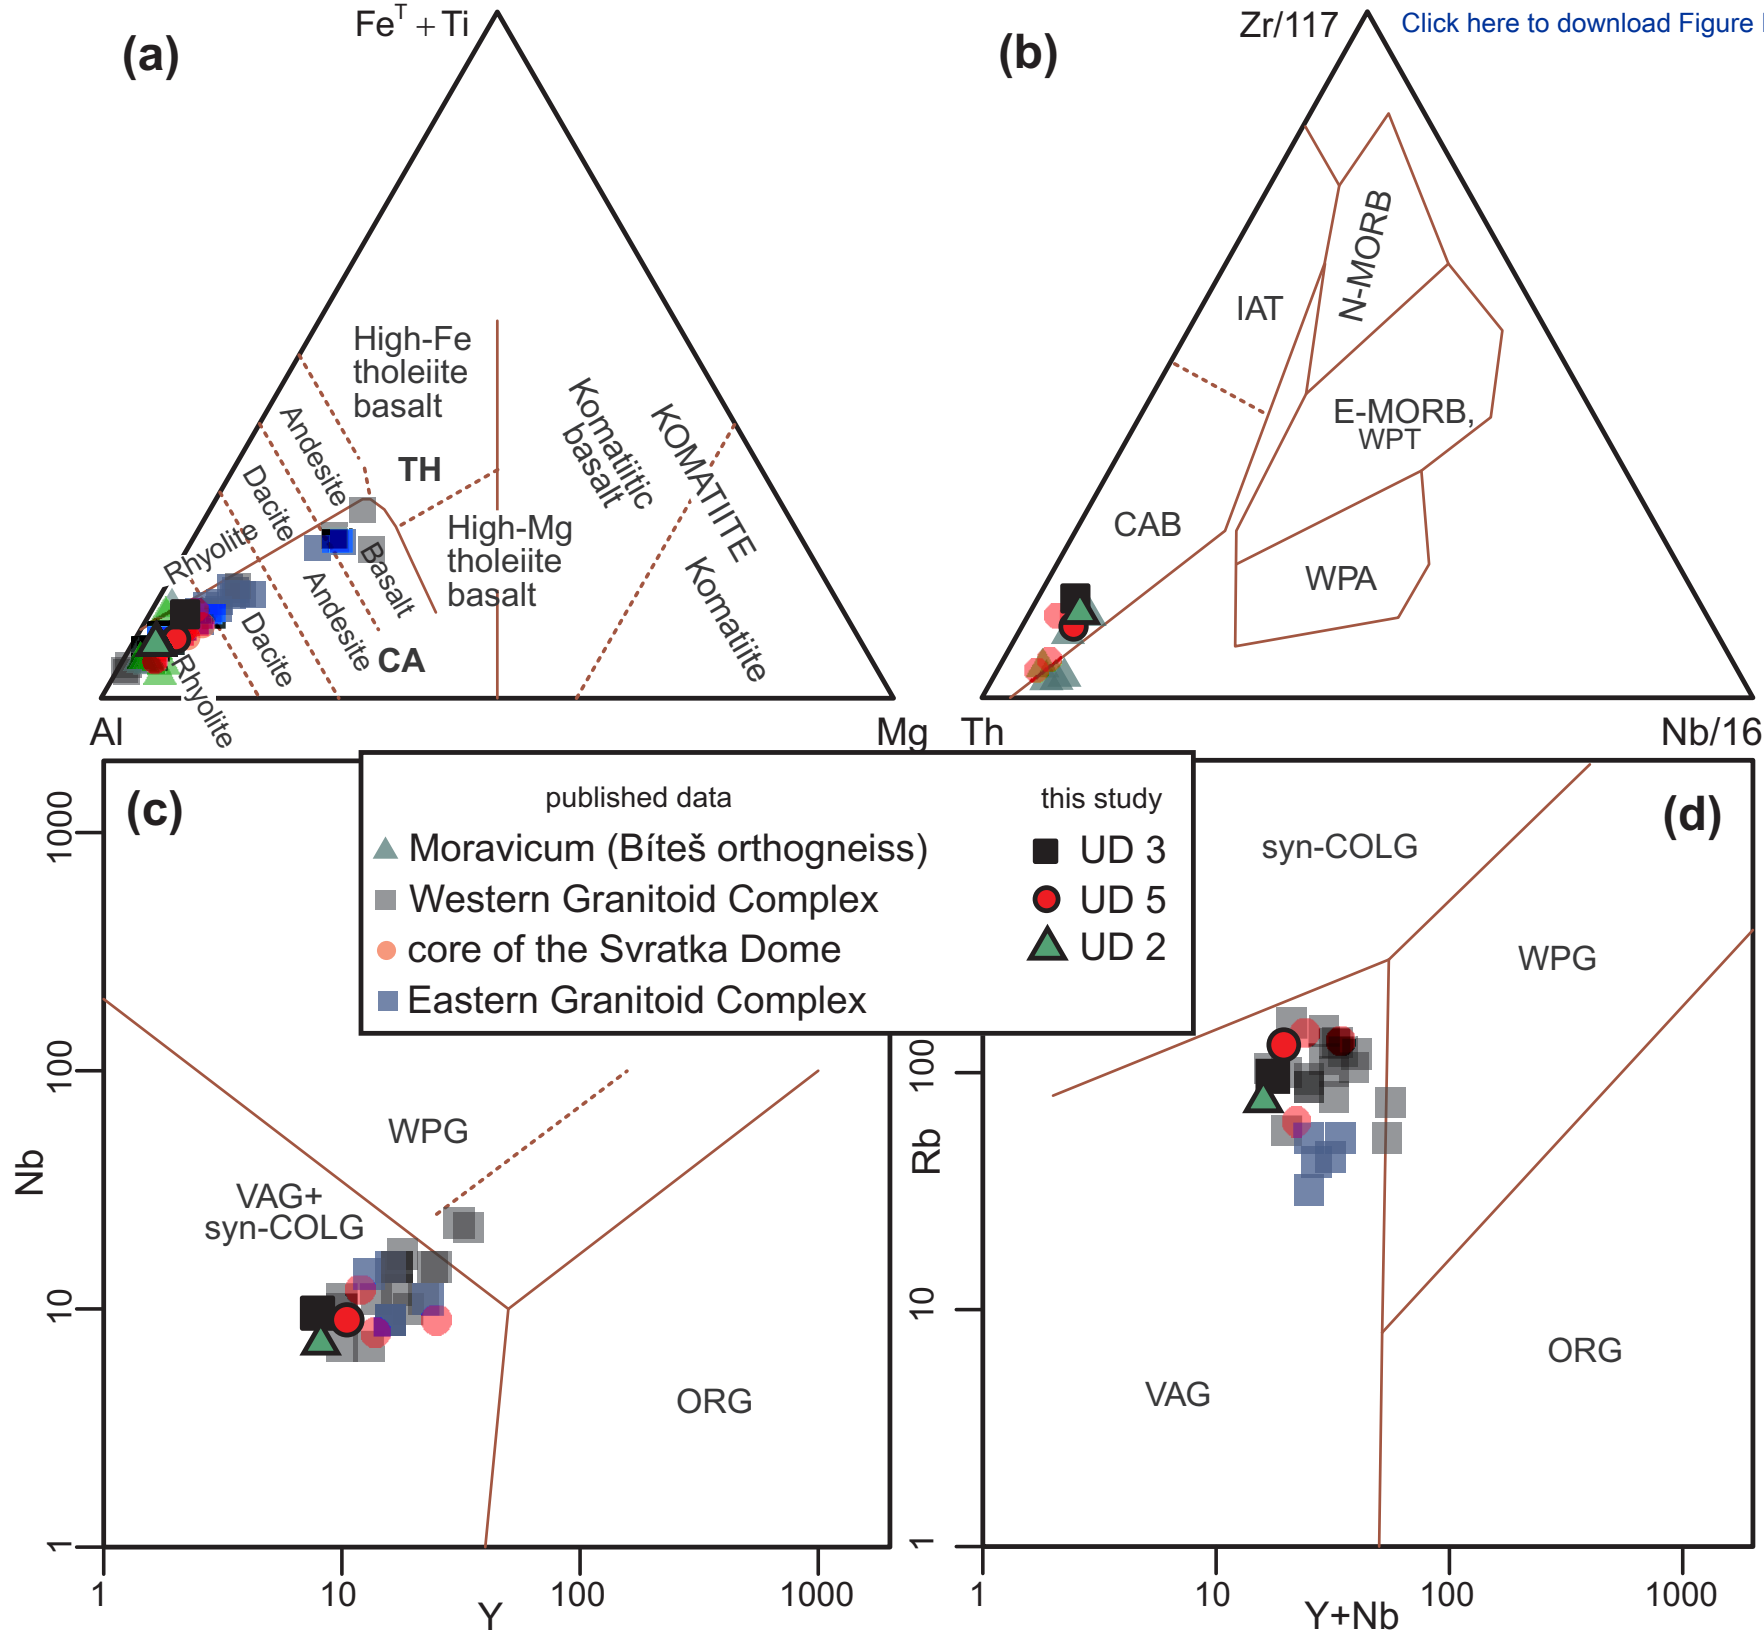 (a)
Feᵀ + Ti
High-Fe
tholeiite
basalt
Andesite
Dacite
Rhyolite
TH
Komatiitic
basalt
KOMATIITE
High-Mg
tholeiite
basalt
Komatiite
Basalt
Andesite
Dacite
Rhyolite
CA
Al
Mg
(b)
Zr/117
Click here to download Figure
IAT
N-MORB
E-MORB,
WPT
CAB
WPA
Th
Nb/16
published data
this study
Moravicum (Bíteš orthogneiss)
Western Granitoid Complex
core of the Svratka Dome
Eastern Granitoid Complex
UD 3
UD 5
UD 2
(c)
1000
100
10
1
Nb
WPG
VAG+
syn-COLG
ORG
1
10
100
1000
Y
(d)
syn-COLG
WPG
ORG
VAG
100
10
1
Rb
1
10
100
1000
Y+Nb